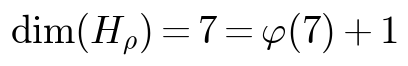 dim(H_ρ) = 7 = φ(7) + 1